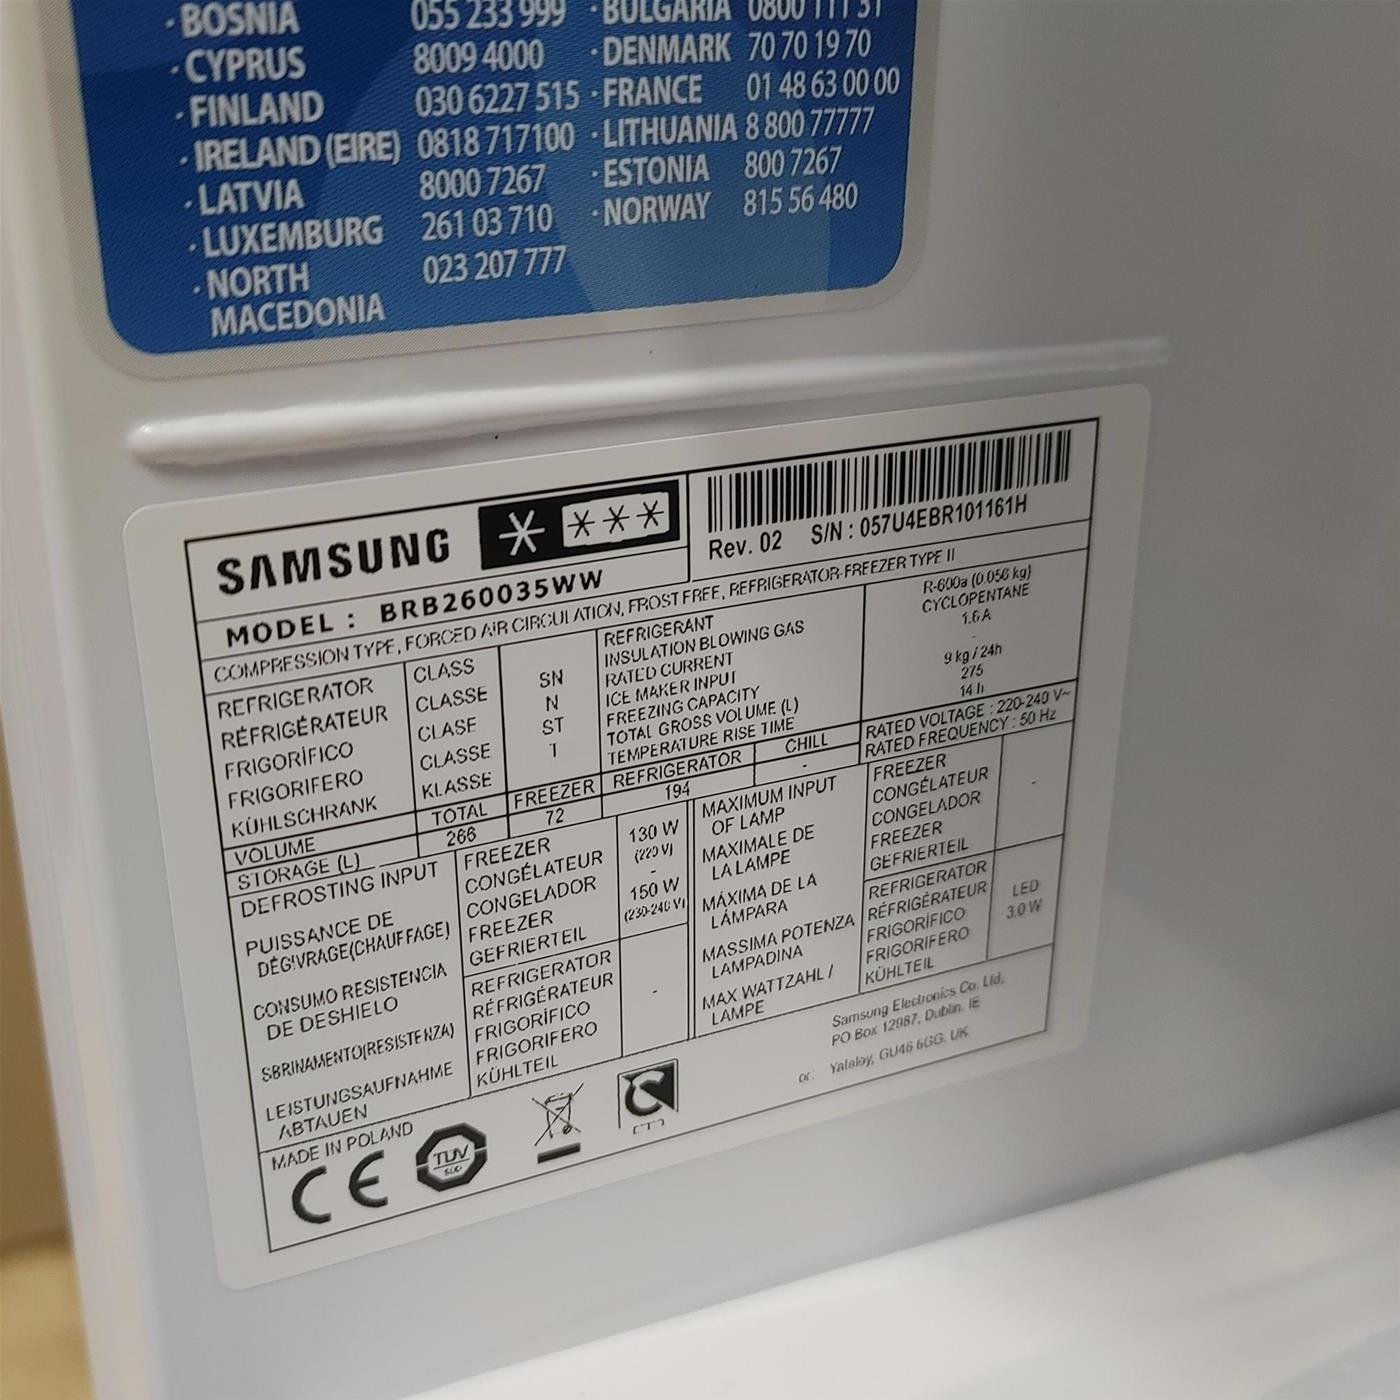 · BOSNIA 055 233 999 · BULGARIA 0800 111 31
· CYPRUS 8009 4000 · DENMARK 70 70 19 70
· FINLAND 030 6227 515 · FRANCE 01 48 63 00 00
· IRELAND (EIRE) 0818 717100 · LITHUANIA 8 800 77777
· LATVIA 8000 7267 · ESTONIA 800 7267
· LUXEMBURG 261 03 710 · NORWAY 815 56 480
· NORTH 023 207 777
MACEDONIA
SAMSUNG
Rev. 02 S/N : 057U4EBR101161H
MODEL : BRB260035WW
COMPRESSION TYPE, FORCED AIR CIRCULATION, FROST FREE, REFRIGERATOR-FREEZER TYPE II
REFRIGERATOR CLASS
RÉFRIGÉRATEUR CLASSE SN
FRIGORÍFICO CLASE N
FRIGORIFERO CLASSE ST
KÜHLSCHRANK KLASSE T
REFRIGERANT R-600a (0.056 kg)
INSULATION BLOWING GAS CYCLOPENTANE
RATED CURRENT 1.6 A
ICE MAKER INPUT -
FREEZING CAPACITY 9 kg / 24h
TOTAL GROSS VOLUME (L) 275
TEMPERATURE RISE TIME 14 h
VOLUME TOTAL FREEZER REFRIGERATOR CHILL
STORAGE (L) 266 72 194 -
RATED VOLTAGE : 220-240 V~
RATED FREQUENCY : 50 Hz
DEFROSTING INPUT
PUISSANCE DE
DÉGIVRAGE(CHAUFFAGE)
CONSUMO RESISTENCIA
DE DESHIELO
SBRINAMENTO(RESISTENZA)
LEISTUNGSAUFNAHME
ABTAUEN
FREEZER
CONGÉLATEUR
CONGELADOR
FREEZER
GEFRIERTEIL
130 W
(220 V)
-
150 W
(230-240 V)
REFRIGERATOR
RÉFRIGÉRATEUR
FRIGORÍFICO
FRIGORIFERO
KÜHLTEIL
-
MAXIMUM INPUT
OF LAMP
MAXIMALE DE
LA LAMPE
MÁXIMA DE LA
LÁMPARA
MASSIMA POTENZA
LAMPADINA
MAX.WATTZAHL /
LAMPE
FREEZER
CONGÉLATEUR
CONGELADOR
FREEZER
GEFRIERTEIL
-
REFRIGERATOR
RÉFRIGÉRATEUR
FRIGORÍFICO
FRIGORIFERO
KÜHLTEIL
LED
3.0 W
MADE IN POLAND
CE
TUV
SUD
Samsung Electronics Co. Ltd.
PO Box 12987, Dublin. IE
or: Yateley, GU46 6GG. UK